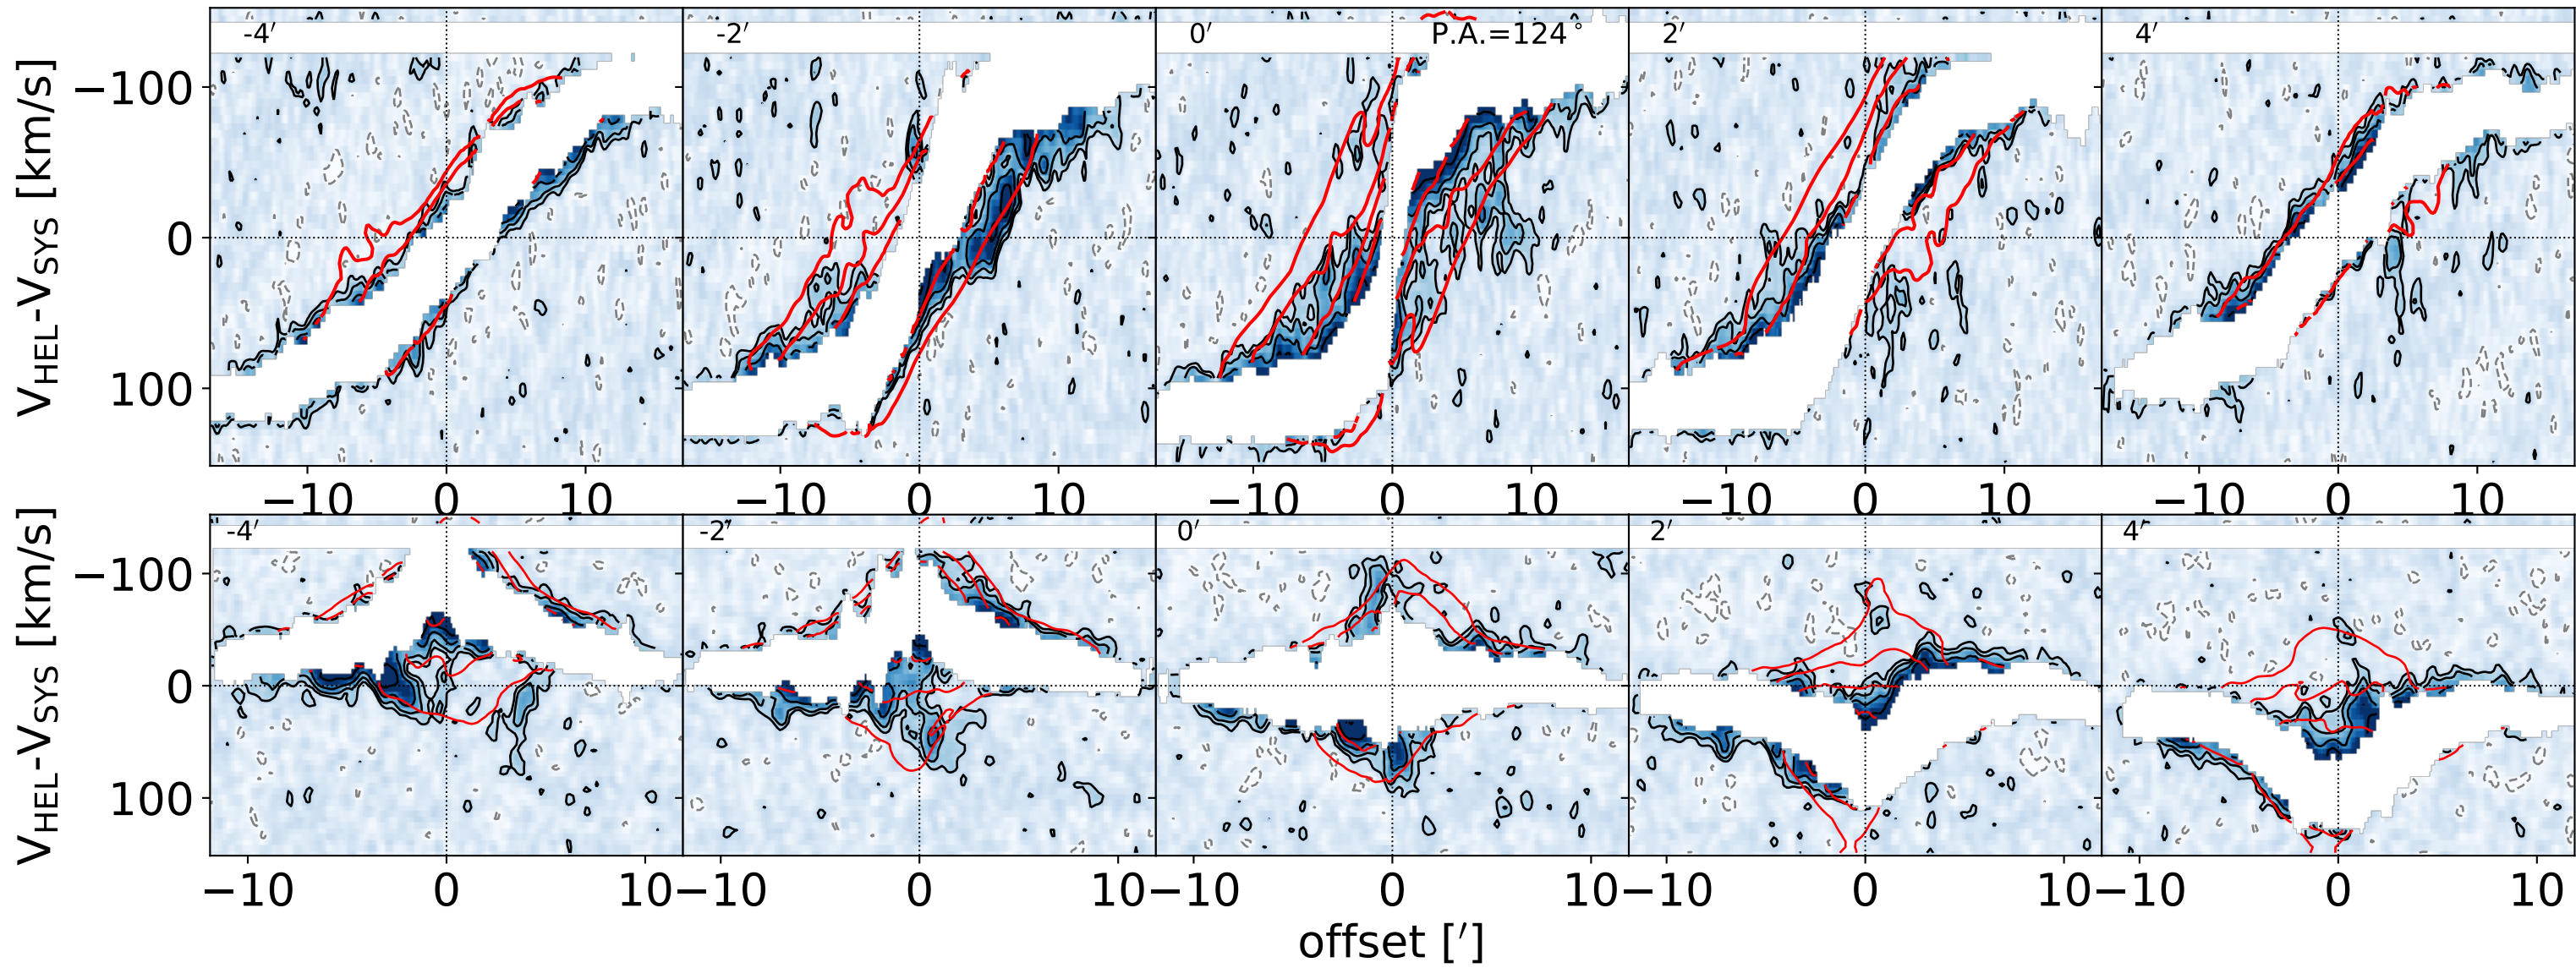 -4′ -2′ 0′ P.A.=124° 2′ 4′
V_HEL-V_SYS [km/s]
−100
0
100
−10 0 10 −10 0 10 −10 0 10 −10 0 10 −10 0 10
-4′ -2′ 0′ 2′ 4′
V_HEL-V_SYS [km/s]
−100
0
100
−10 0 10 −10 0 10 −10 0 10 −10 0 10 −10 0 10
offset [′]